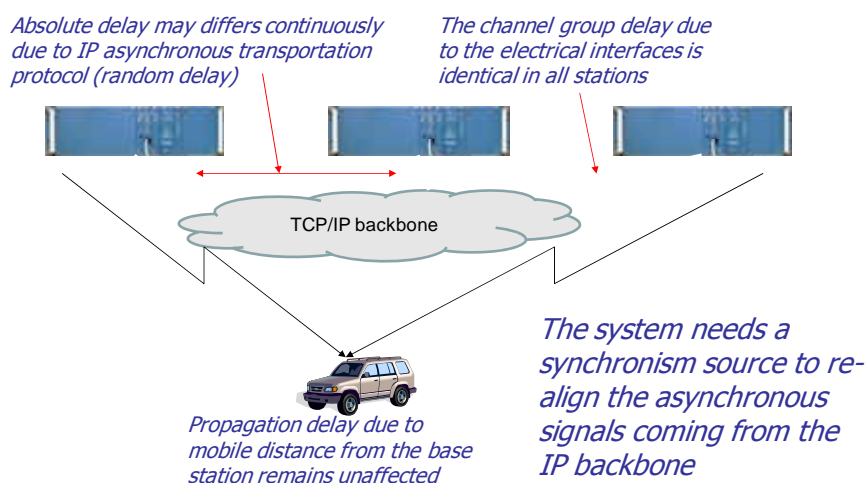 Absolute delay may differs continuously
due to IP asynchronous transportation
protocol (random delay)
The channel group delay due
to the electrical interfaces is
identical in all stations
TCP/IP backbone
The system needs a
synchronism source to re-
align the asynchronous
signals coming from the
IP backbone
Propagation delay due to
mobile distance from the base
station remains unaffected